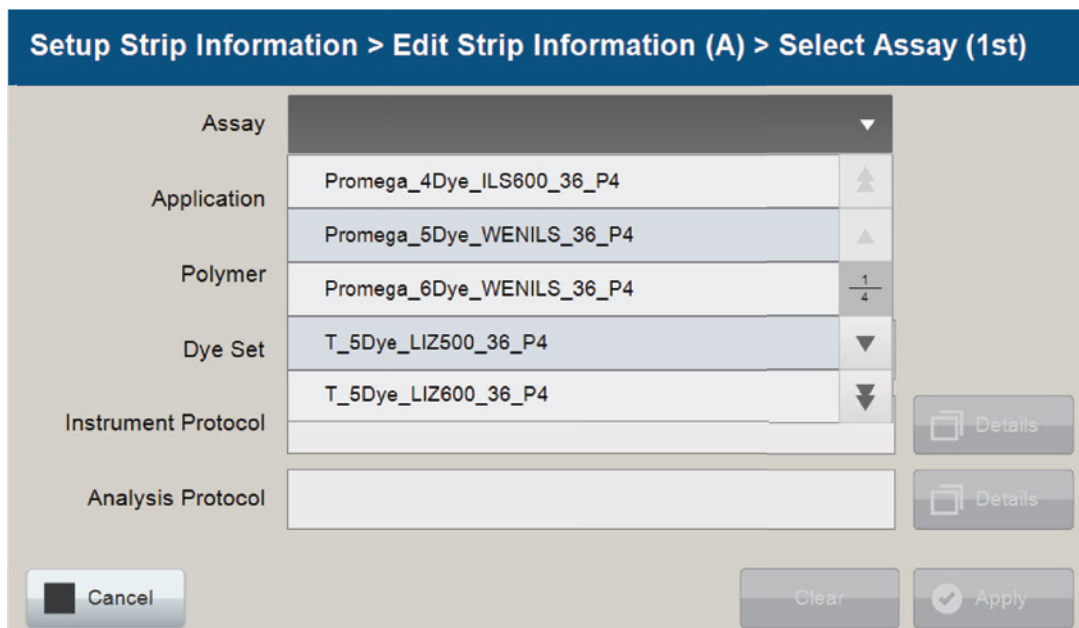 Setup Strip Information > Edit Strip Information (A) > Select Assay (1st)
Assay
Promega_4Dye_ILS600_36_P4
Application
Promega_5Dye_WENILS_36_P4
Polymer
Promega_6Dye_WENILS_36_P4
1
4
Dye Set
T_5Dye_LIZ500_36_P4
T_5Dye_LIZ600_36_P4
Instrument Protocol
Details
Analysis Protocol
Details
Cancel
Clear
Apply